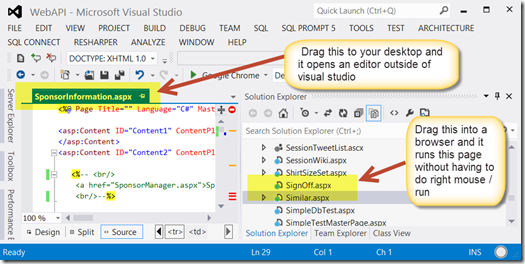 WebAPI - Microsoft Visual Studio
Quick Launch (Ctrl+Q)
FILE EDIT VIEW PROJECT BUILD DEBUG TEAM SQL SQL PROMPT 5 TOOLS TEST ARCHITECTURE
SQL CONNECT RESHARPER ANALYZE WINDOW HELP
DOCTYPE: XHTML 1.0
Google Chrome
Drag this to your desktop and
it opens an editor outside of
visual studio
Server Explorer
Toolbox
Performance E
SponsorInformation.aspx
<%@ Page Title="" Language="C#" Mast
<asp:Content ID="Content1" ContentPl
</asp:Content>
<asp:Content ID="Content2" ContentPl
<%-- <br/>
<a href="SponsorManager.aspx">Sp
<br/>--%>
100 %
Design Split Source <tr> <td>
Solution Explorer
Search Solution Explorer (Ctrl+;)
SessionTweetList.ascx
SessionWiki.aspx
ShirtSizeSet.aspx
SignOff.aspx
Similar.aspx
SimpleDbTest.aspx
SimpleTestMasterPage.aspx
Solution Explorer Team Explorer Class View
Drag this into a
browser and it
runs this page
without having to
do right mouse /
run
Ready Ln 29 Col 1 Ch 1 INS